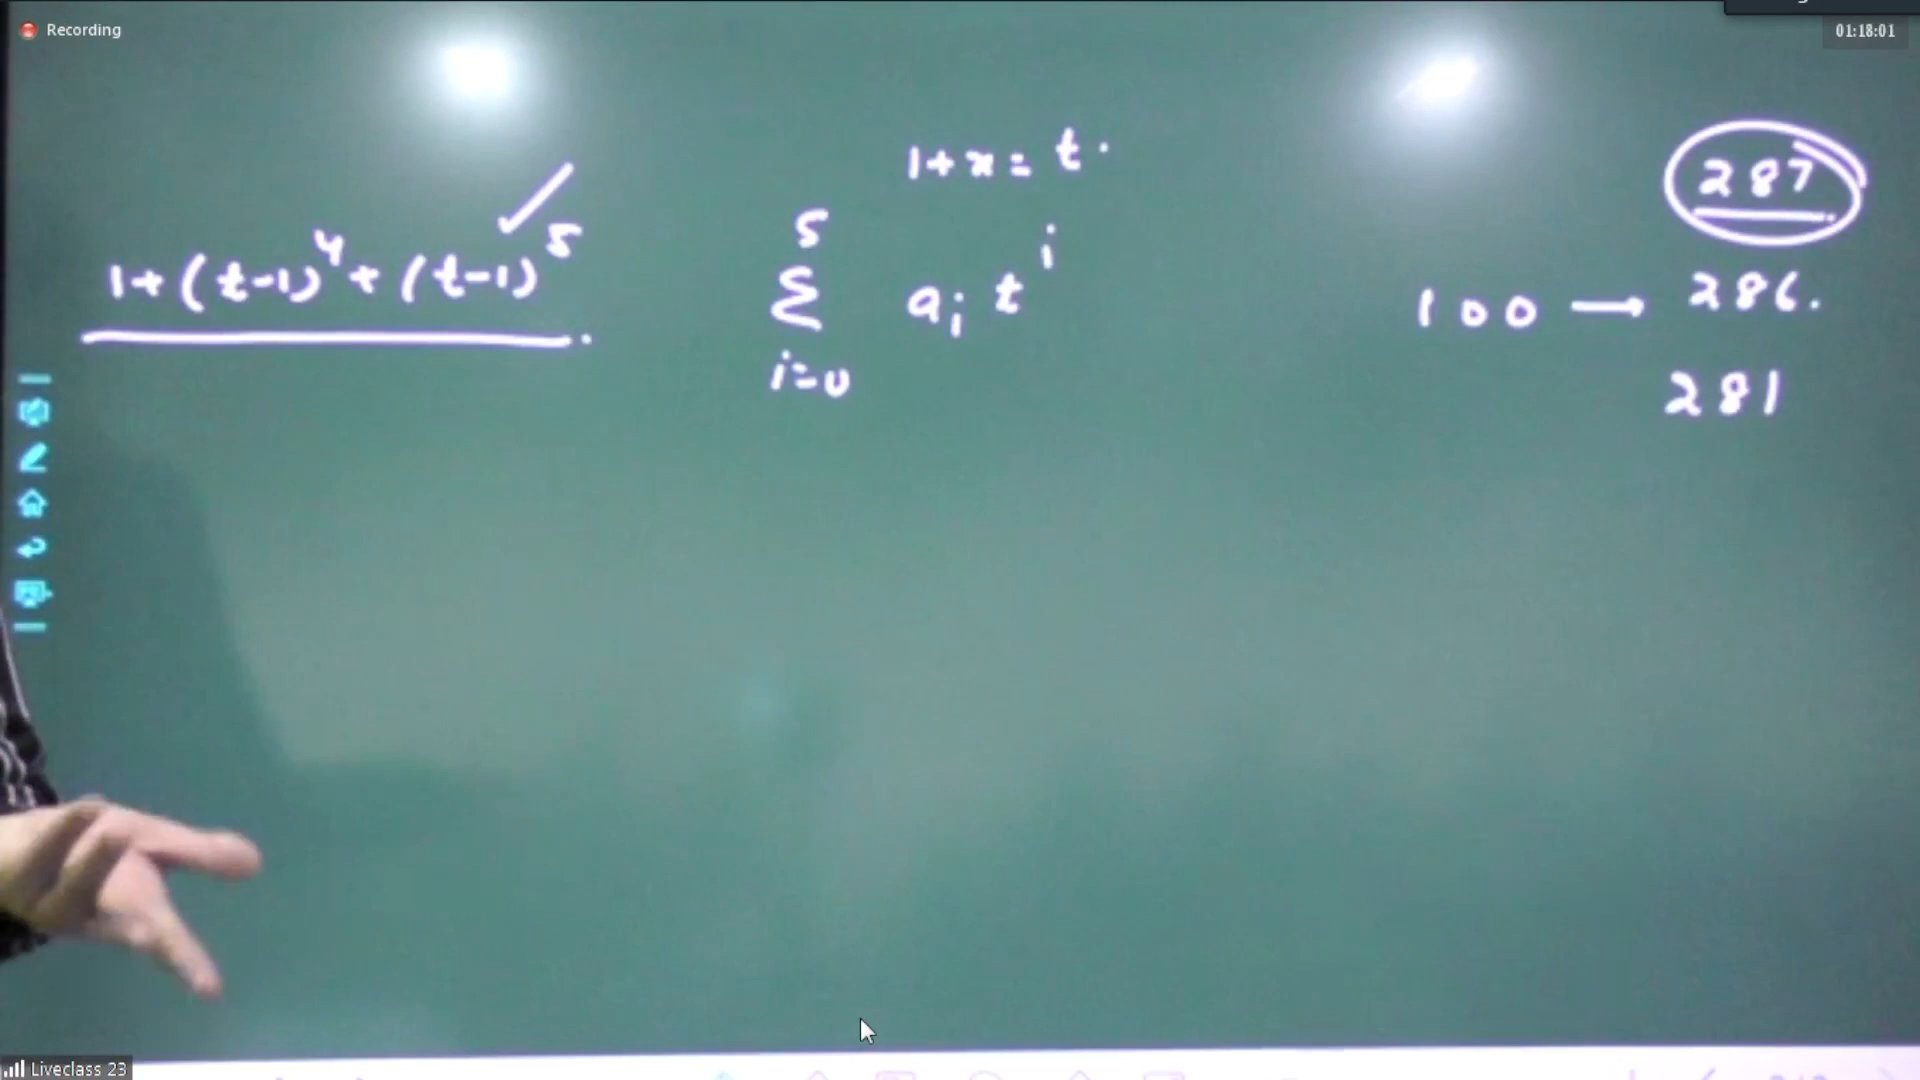 Recording
01:18:01
1+x = t.
1+(t-1)^4+(t-1)^5
5
Σ a_i t^i
i=0
287
100 → 286.
281
Liveclass 23